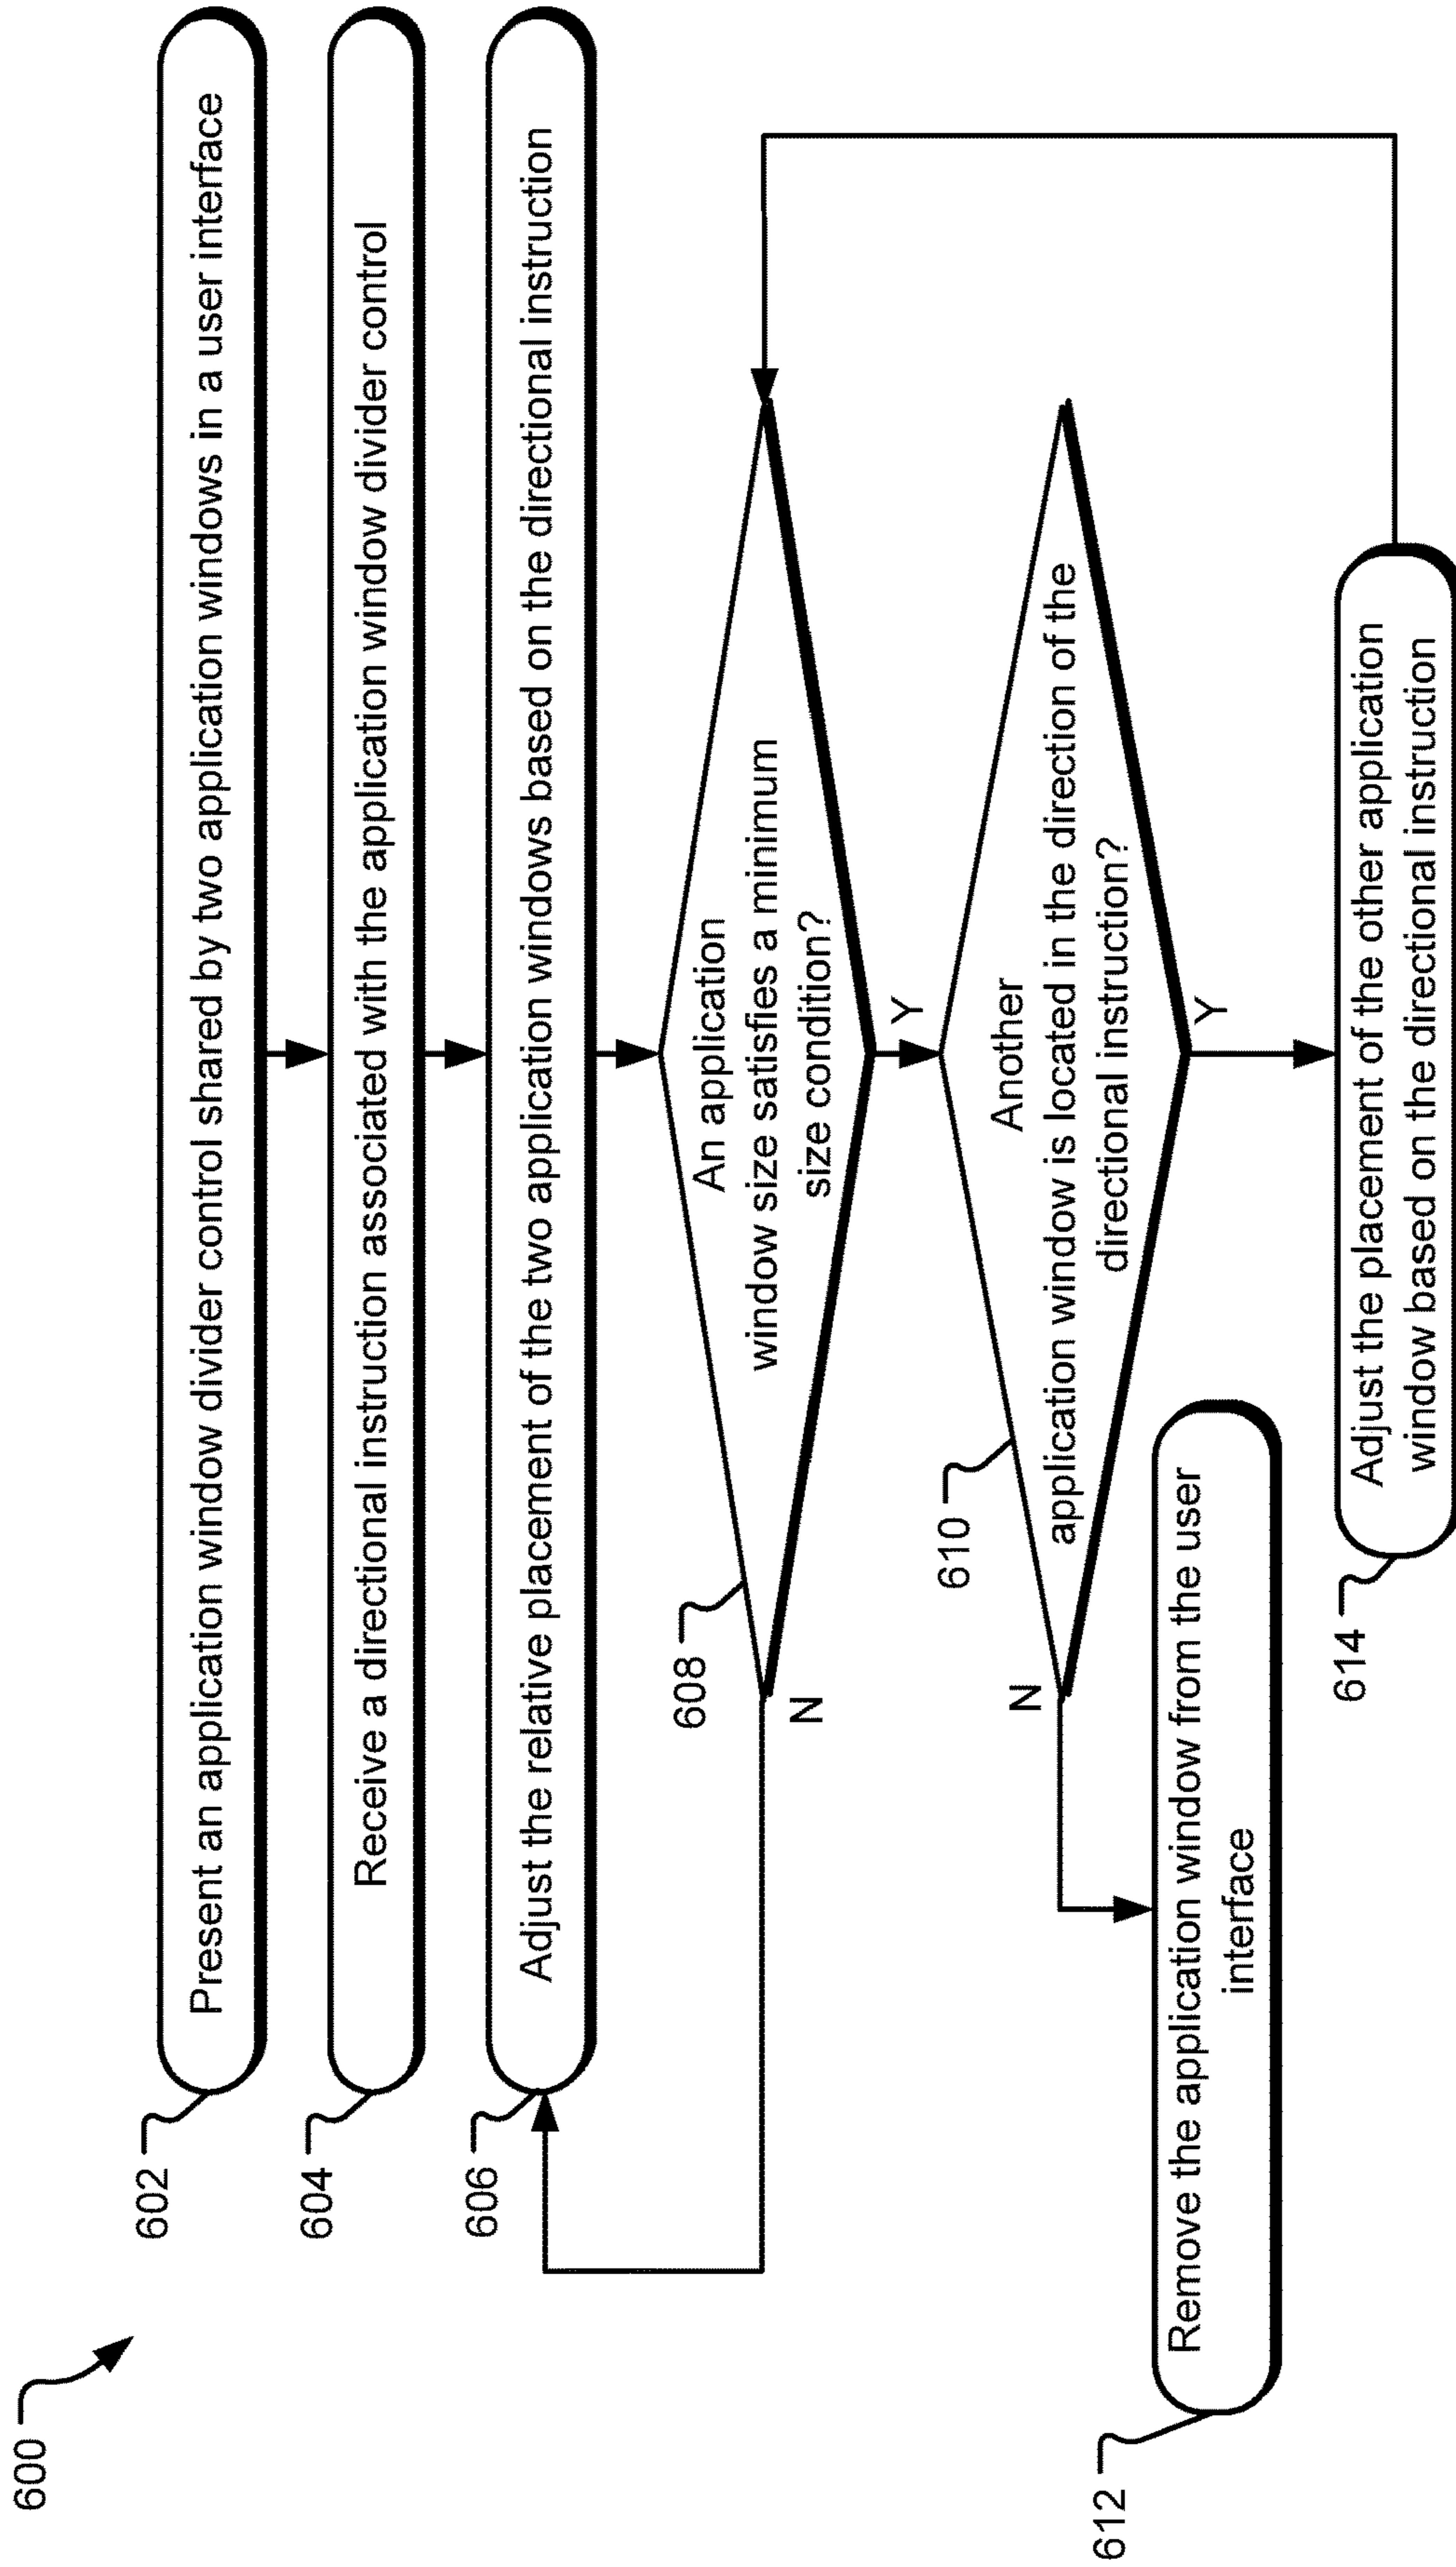 600
602
Present an application window divider control shared by two application windows in a user interface
604
Receive a directional instruction associated with the application window divider control
606
Adjust the relative placement of the two application windows based on the directional instruction
608
An application
window size satisfies a minimum
size condition?
N
Y
610
Another
application window is located in the direction of the
directional instruction?
N
Y
612
Remove the application window from the user
interface
614
Adjust the placement of the other application
window based on the directional instruction